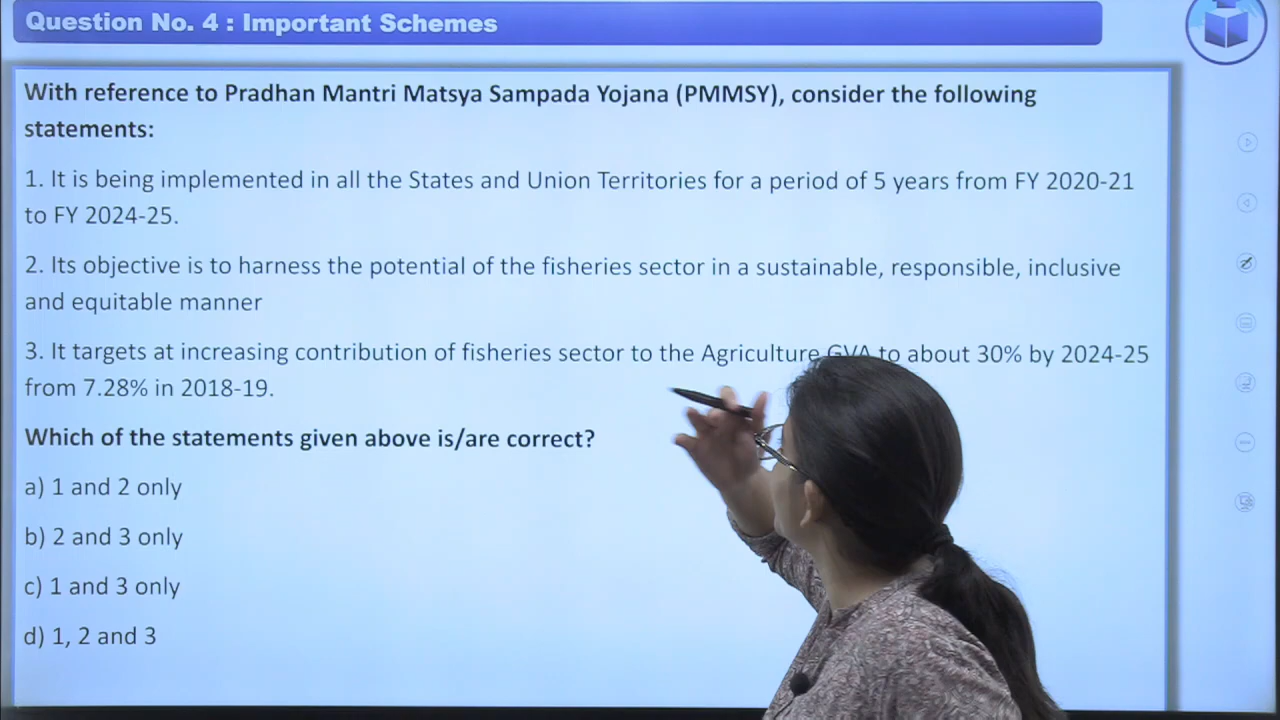 Question No. 4 : Important Schemes
With reference to Pradhan Mantri Matsya Sampada Yojana (PMMSY), consider the following
statements:
1. It is being implemented in all the States and Union Territories for a period of 5 years from FY 2020-21
to FY 2024-25.
2. Its objective is to harness the potential of the fisheries sector in a sustainable, responsible, inclusive
and equitable manner
3. It targets at increasing contribution of fisheries sector to the Agriculture GVA to about 30% by 2024-25
from 7.28% in 2018-19.
Which of the statements given above is/are correct?
a) 1 and 2 only
b) 2 and 3 only
c) 1 and 3 only
d) 1, 2 and 3